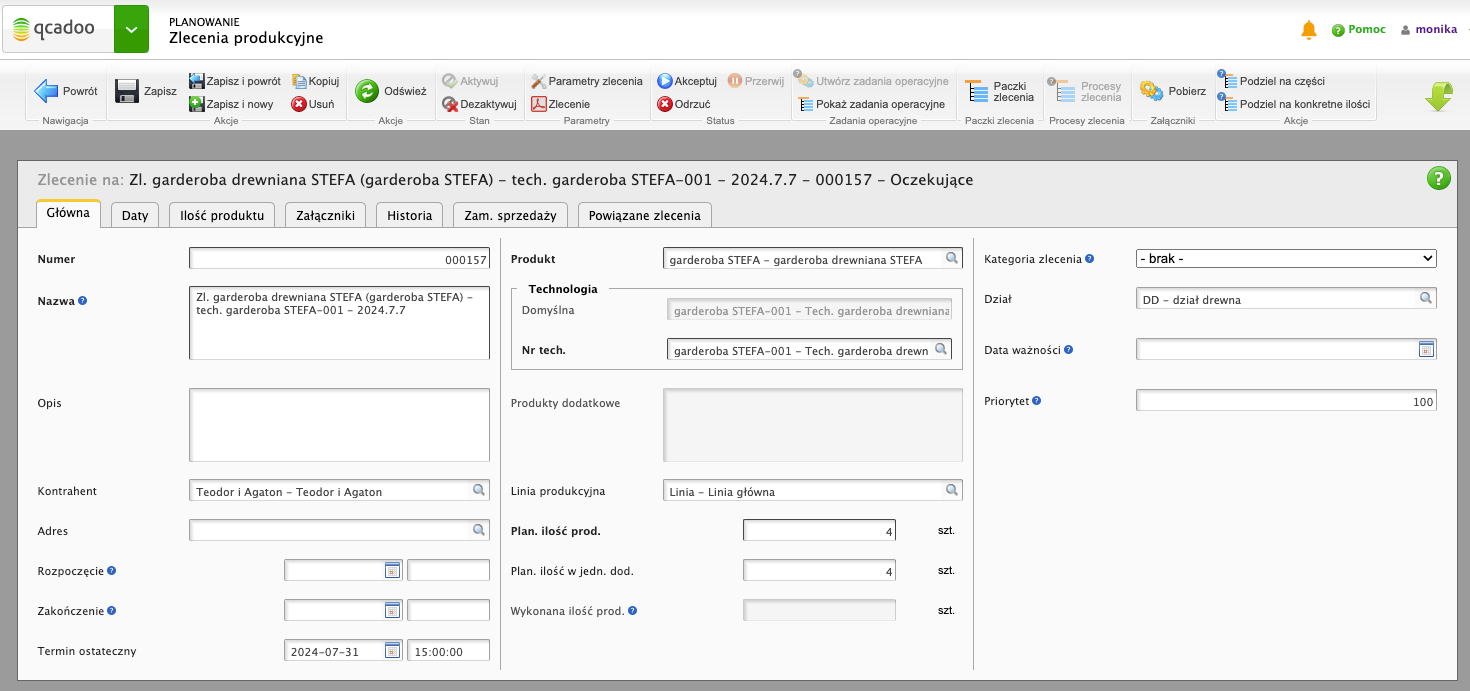 qcadoo
PLANOWANIE
Zlecenia produkcyjne
Pomoc
monika
Powrót
Nawigacja
Zapisz
Zapisz i powrót
Zapisz i nowy
Kopiuj
Usuń
Akcje
Odśwież
Akcje
Aktywuj
Dezaktywuj
Stan
Parametry zlecenia
Zlecenie
Parametry
Akceptuj
Przerwij
Odrzuć
Status
Utwórz zadania operacyjne
Pokaż zadania operacyjne
Zadania operacyjne
Paczki
zlecenia
Paczki zlecenia
Procesy
zlecenia
Procesy zlecenia
Pobierz
Załączniki
Podziel na części
Podziel na konkretne ilości
Akcje
Zlecenie na: Zl. garderoba drewniana STEFA (garderoba STEFA) – tech. garderoba STEFA-001 – 2024.7.7 – 000157 – Oczekujące
Główna
Daty
Ilość produktu
Załączniki
Historia
Zam. sprzedaży
Powiązane zlecenia
Numer
000157
Nazwa
Zl. garderoba drewniana STEFA (garderoba STEFA) –
tech. garderoba STEFA-001 – 2024.7.7
Opis
Kontrahent
Teodor i Agaton – Teodor i Agaton
Adres
Rozpoczęcie
Zakończenie
Termin ostateczny
2024-07-31
15:00:00
Produkt
garderoba STEFA – garderoba drewniana STEFA
Technologia
Domyślna
garderoba STEFA-001 – Tech. garderoba drewniana
Nr tech.
garderoba STEFA-001 – Tech. garderoba drewn
Produkty dodatkowe
Linia produkcyjna
Linia – Linia główna
Plan. ilość prod.
4
szt.
Plan. ilość w jedn. dod.
4
szt.
Wykonana ilość prod.
szt.
Kategoria zlecenia
- brak -
Dział
DD – dział drewna
Data ważności
Priorytet
100